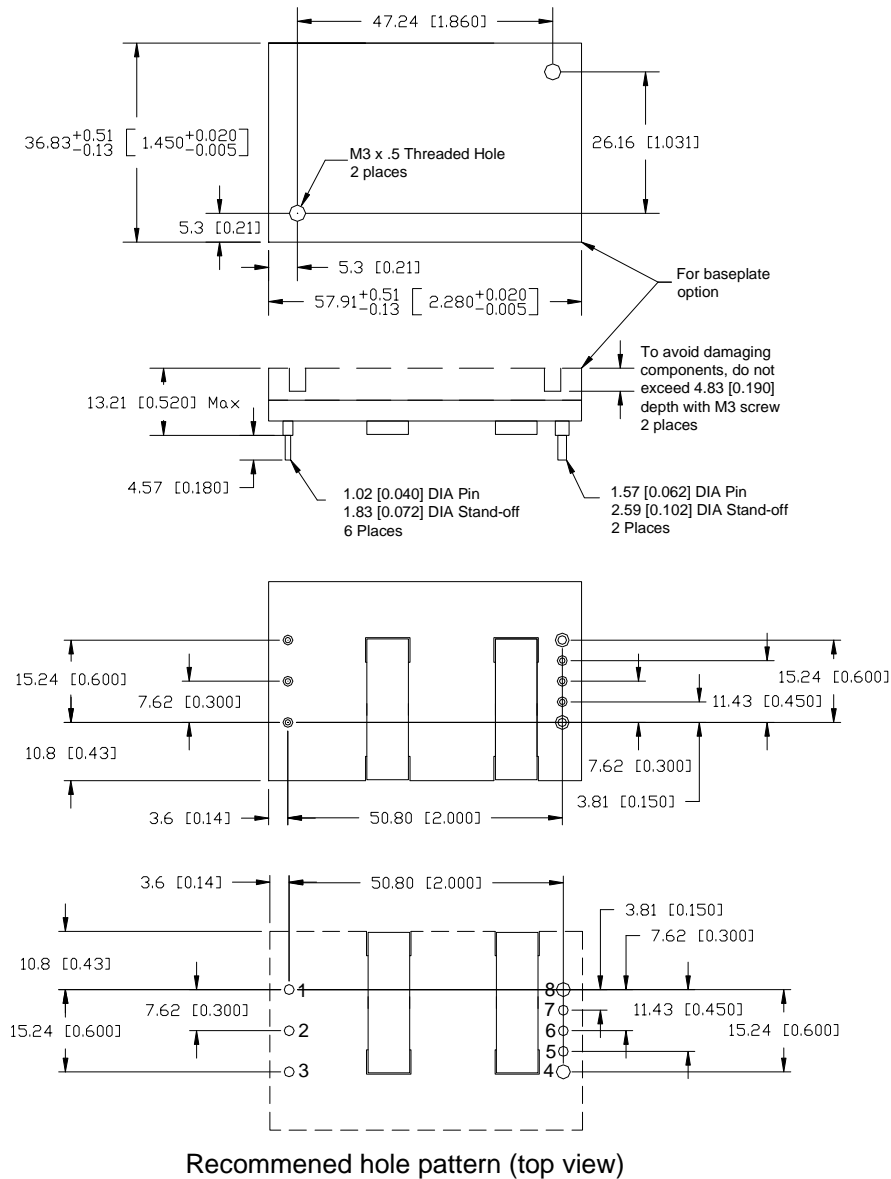 47.24 [1.860]
36.83+0.51 -0.13 [1.450+0.020 -0.005]
26.16 [1.031]
M3 x .5 Threaded Hole
2 places
5.3 [0.21]
5.3 [0.21]
57.91+0.51 -0.13 [2.280+0.020 -0.005]
For baseplate
option
To avoid damaging
components, do not
exceed 4.83 [0.190]
depth with M3 screw
2 places
13.21 [0.520] Max
4.57 [0.180]
1.02 [0.040] DIA Pin
1.83 [0.072] DIA Stand-off
6 Places
1.57 [0.062] DIA Pin
2.59 [0.102] DIA Stand-off
2 Places
15.24 [0.600]
7.62 [0.300]
10.8 [0.43]
15.24 [0.600]
11.43 [0.450]
7.62 [0.300]
3.81 [0.150]
3.6 [0.14]
50.80 [2.000]
3.6 [0.14]
50.80 [2.000]
3.81 [0.150]
7.62 [0.300]
10.8 [0.43]
7.62 [0.300]
15.24 [0.600]
11.43 [0.450]
15.24 [0.600]
1
2
3
8
7
6
5
4
Recommened hole pattern (top view)